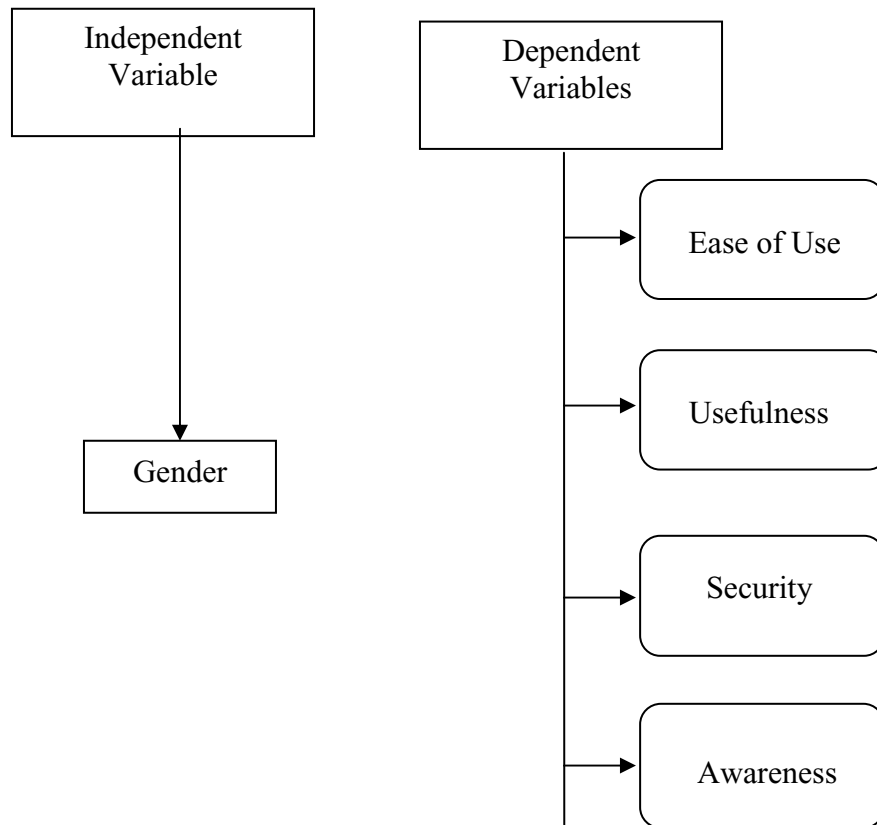 Independent
Variable
Dependent
Variables
Ease of Use
Usefulness
Gender
Security
Awareness